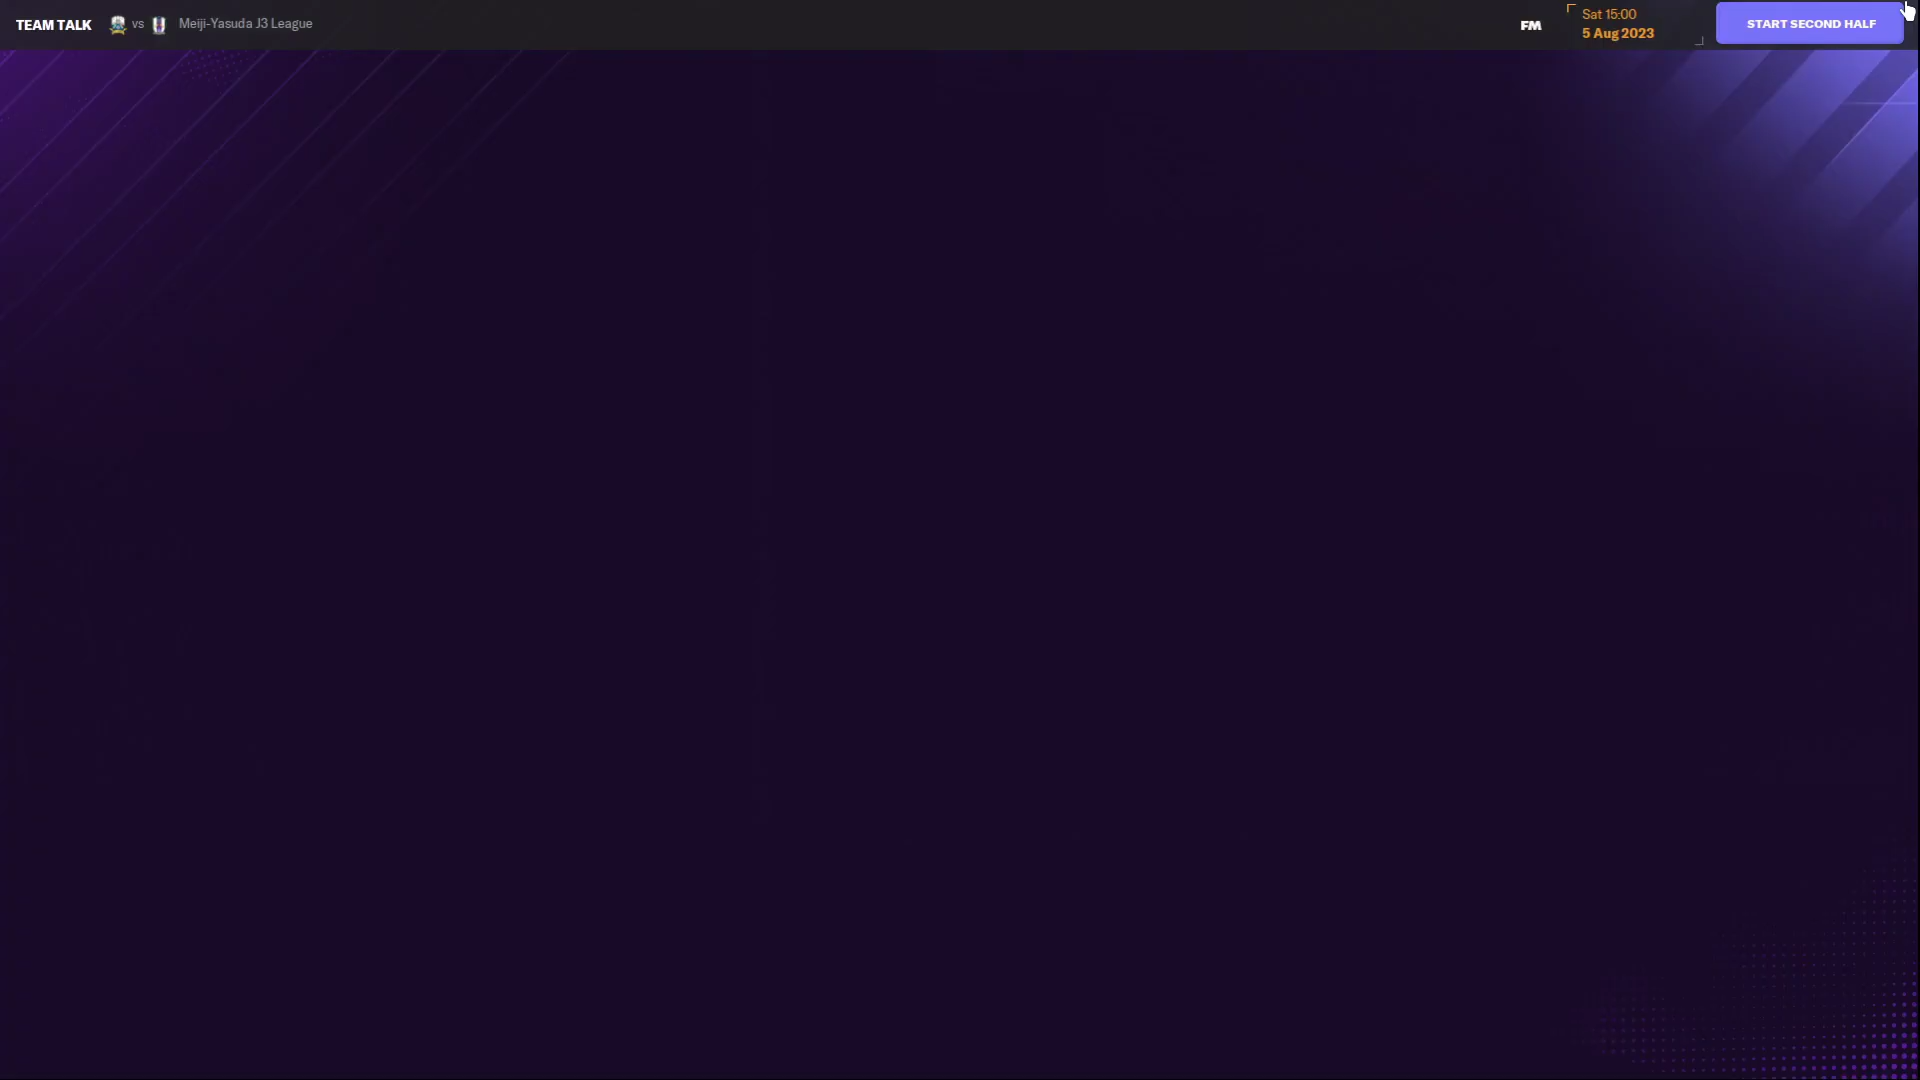 TEAM TALK vs Meiji-Yasuda J3 League
FM
Sat 15:00
5 Aug 2023
START SECOND HALF